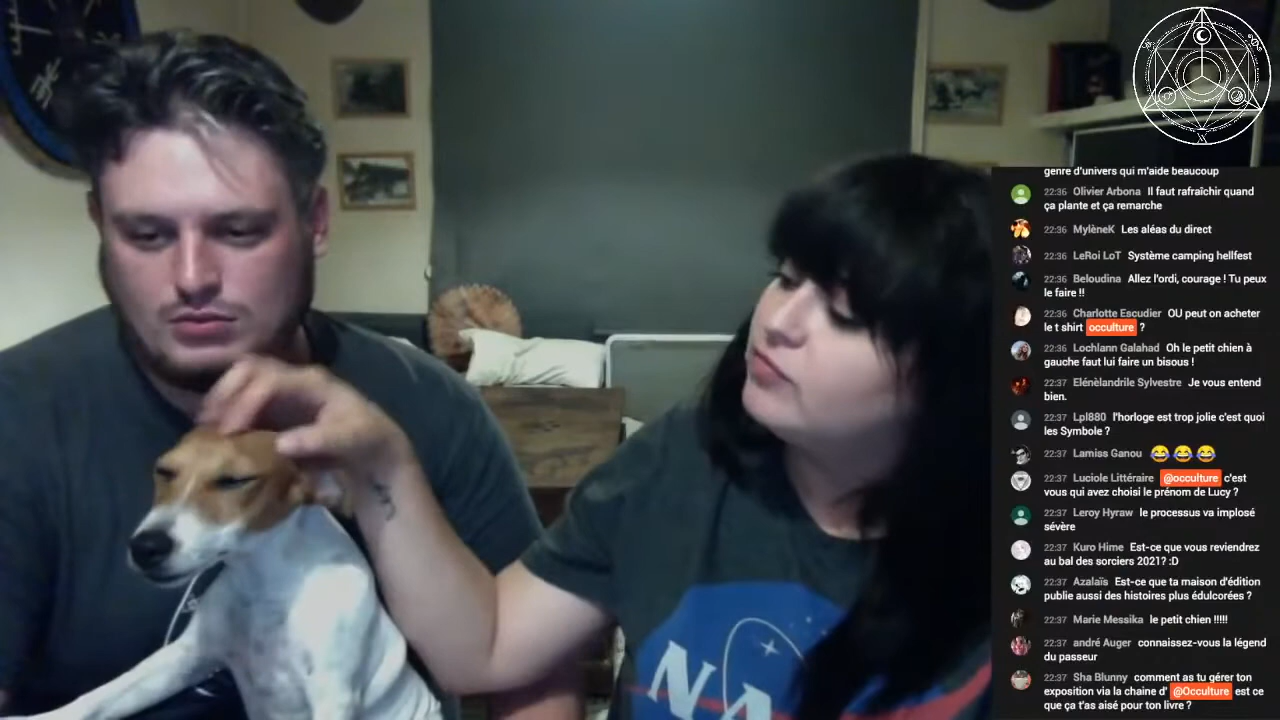 NA
genre d'univers qui m'aide beaucoup
22:36 Olivier Arbona Il faut rafraîchir quand
ça plante et ça remarche
22:36 MylèneK Les aléas du direct
22:36 LeRoi LoT Système camping hellfest
22:36 Beloudina Allez l'ordi, courage ! Tu peux
le faire !!
22:36 Charlotte Escudier OU peut on acheter
le t shirt occulture ?
22:36 Lochlann Galahad Oh le petit chien à
gauche faut lui faire un bisous !
22:37 Elénèlandrile Sylvestre Je vous entend
bien.
22:37 Lpl880 l'horloge est trop jolie c'est quoi
les Symbole ?
22:37 Lamiss Ganou 😂😂😂
22:37 Luciole Littéraire @occulture c'est
vous qui avez choisi le prénom de Lucy ?
22:37 Leroy Hyraw le processus va implosé
sévère
22:37 Kuro Hime Est-ce que vous reviendrez
au bal des sorciers 2021? :D
22:37 Azalaïs Est-ce que ta maison d'édition
publie aussi des histoires plus édulcorées ?
22:37 Marie Messika le petit chien !!!!!
22:37 andré Auger connaissez-vous la légend
du passeur
22:37 Sha Blunny comment as tu gérer ton
exposition via la chaine d' @Occulture est ce
que ça t'as aisé pour ton livre ?